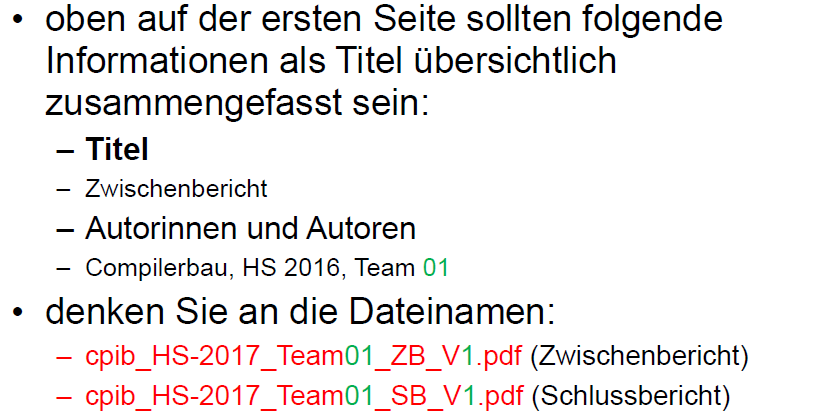 • oben auf der ersten Seite sollten folgende
Informationen als Titel übersichtlich
zusammengefasst sein:
– Titel
– Zwischenbericht
– Autorinnen und Autoren
– Compilerbau, HS 2016, Team 01
• denken Sie an die Dateinamen:
– cpib_HS-2017_Team01_ZB_V1.pdf (Zwischenbericht)
– cpib_HS-2017_Team01_SB_V1.pdf (Schlussbericht)